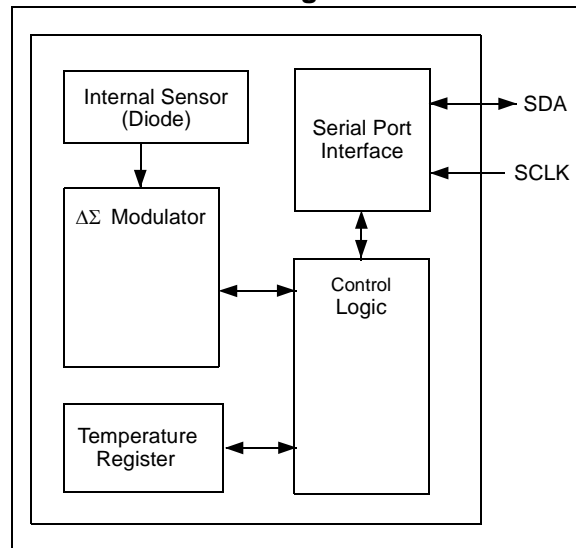 Internal Sensor
(Diode)
ΔΣ Modulator
Temperature
Register
Serial Port
Interface
Control
Logic
SDA
SCLK